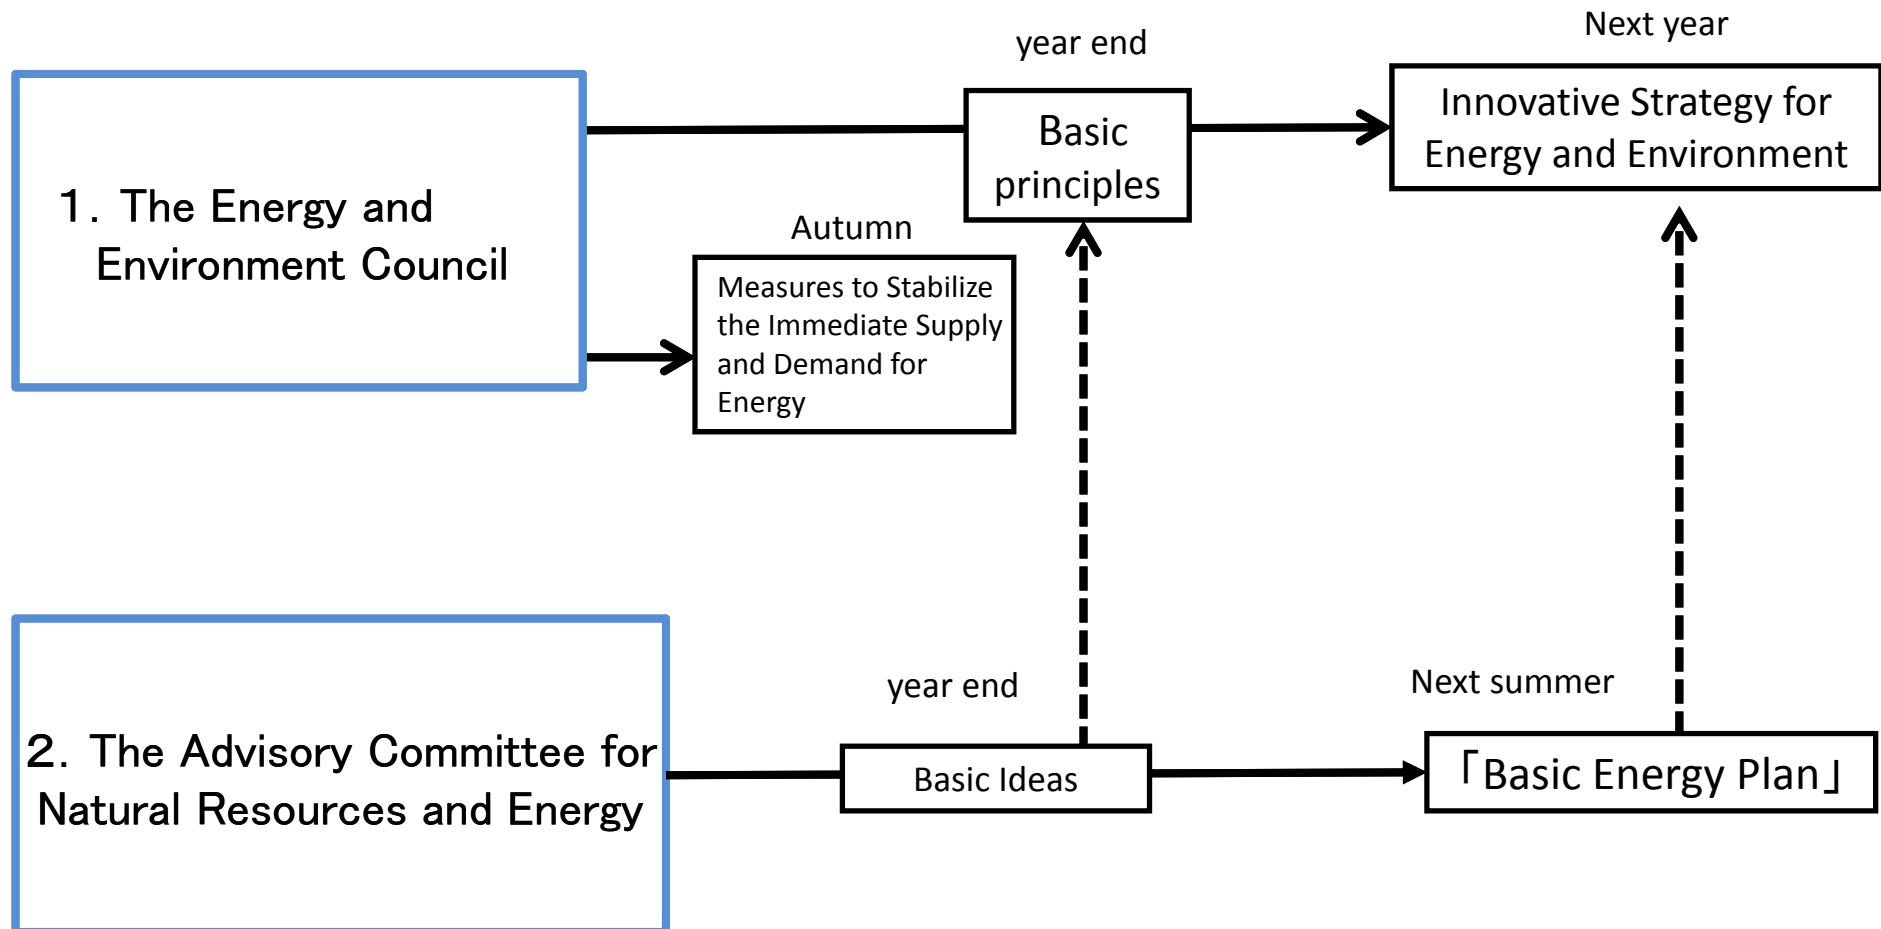 Next year
year end
Innovative Strategy for
Energy and Environment
Basic
principles
1. The Energy and
Environment Council
Autumn
Measures to Stabilize
the Immediate Supply
and Demand for
Energy
year end
Next summer
2. The Advisory Committee for
Natural Resources and Energy
Basic Ideas
「Basic Energy Plan」